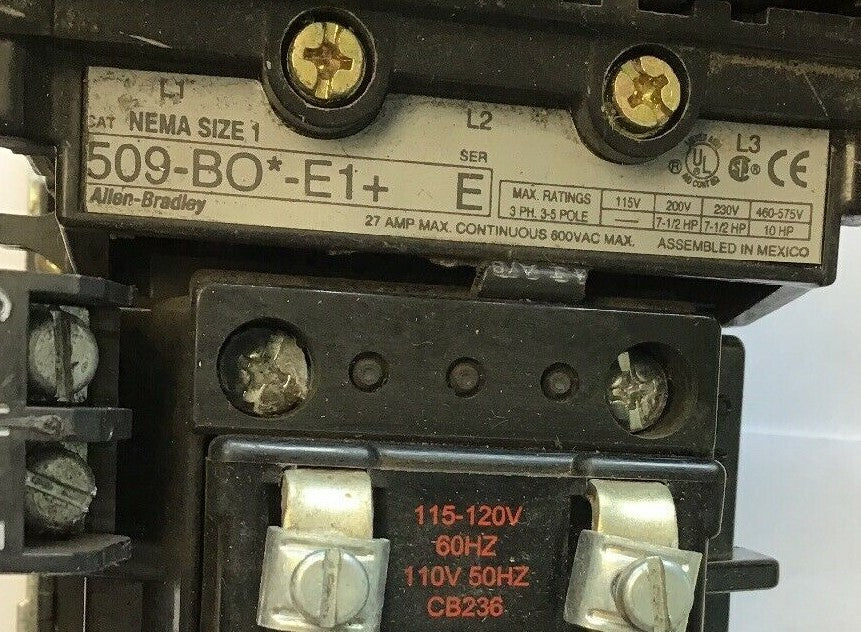 L1
L2
L3
CAT NEMA SIZE 1
509-BO*-E1+
SER
E
Allen-Bradley
MAX. RATINGS 115V 200V 230V 460-575V
3 PH. 3-5 POLE — 7-1/2 HP 7-1/2 HP 10 HP
27 AMP MAX. CONTINUOUS 600VAC MAX. ASSEMBLED IN MEXICO
UL
CE
115-120V
60HZ
110V 50HZ
CB236